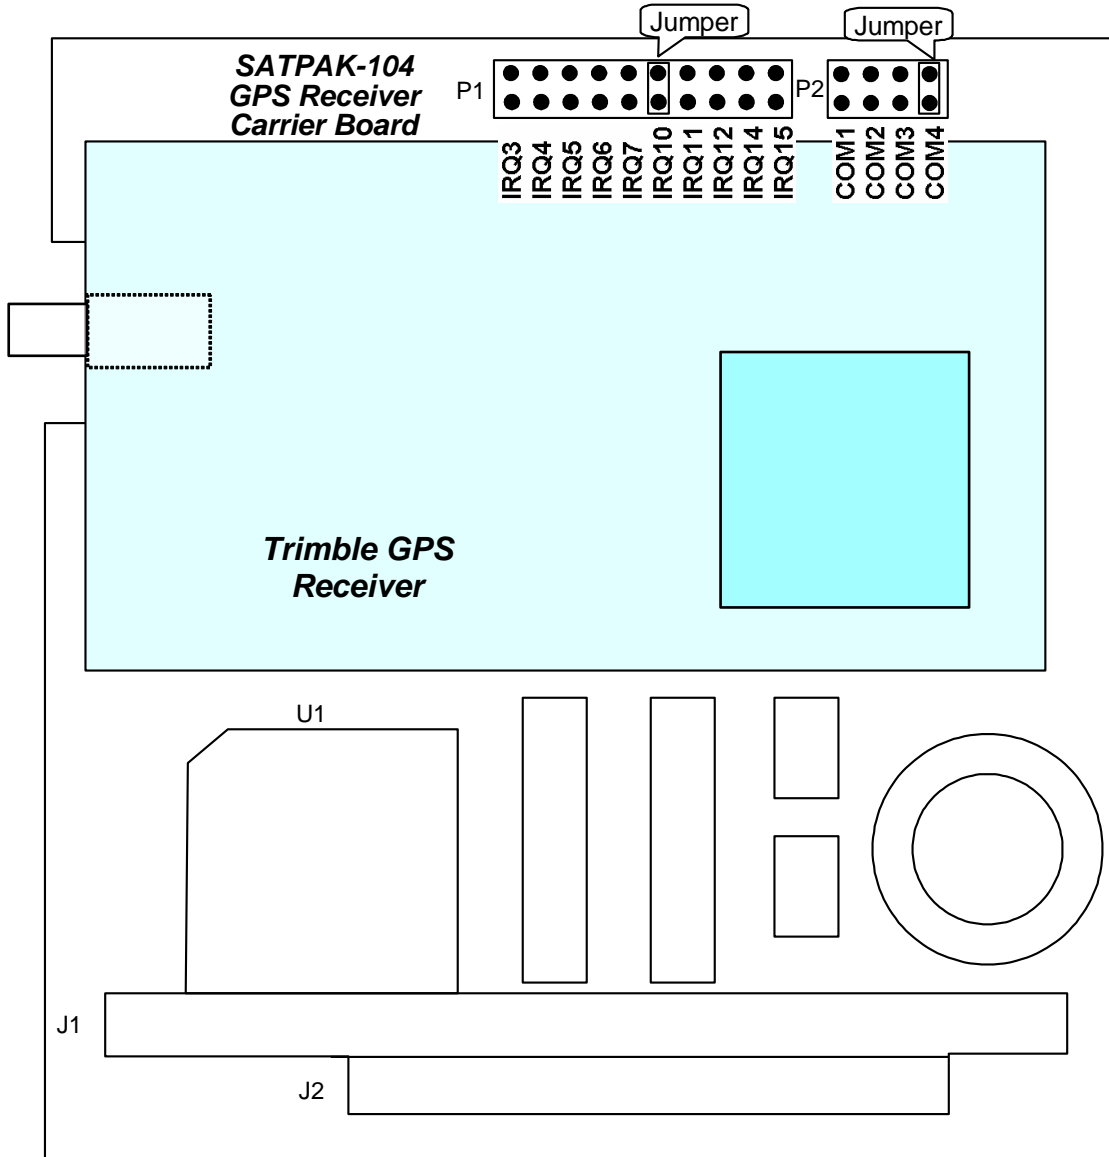 Jumper
Jumper
SATPAK-104
GPS Receiver
Carrier Board
P1
P2
IRQ3
IRQ4
IRQ5
IRQ6
IRQ7
IRQ10
IRQ11
IRQ12
IRQ14
IRQ15
COM1
COM2
COM3
COM4
Trimble GPS
Receiver
U1
J1
J2